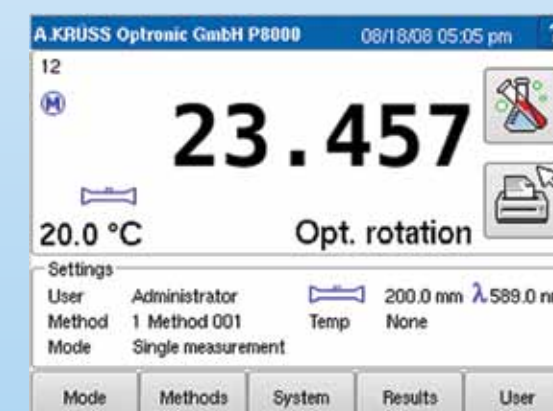 A.KRÜSS Optronic GmbH P8000 08/18/08 05:05 pm ?
12
M
23.457
20.0 °C Opt. rotation
Settings
User Administrator 200.0 mm λ 589.0 nm
Method 1 Method 001 Temp None
Mode Single measurement
Mode Methods System Results User